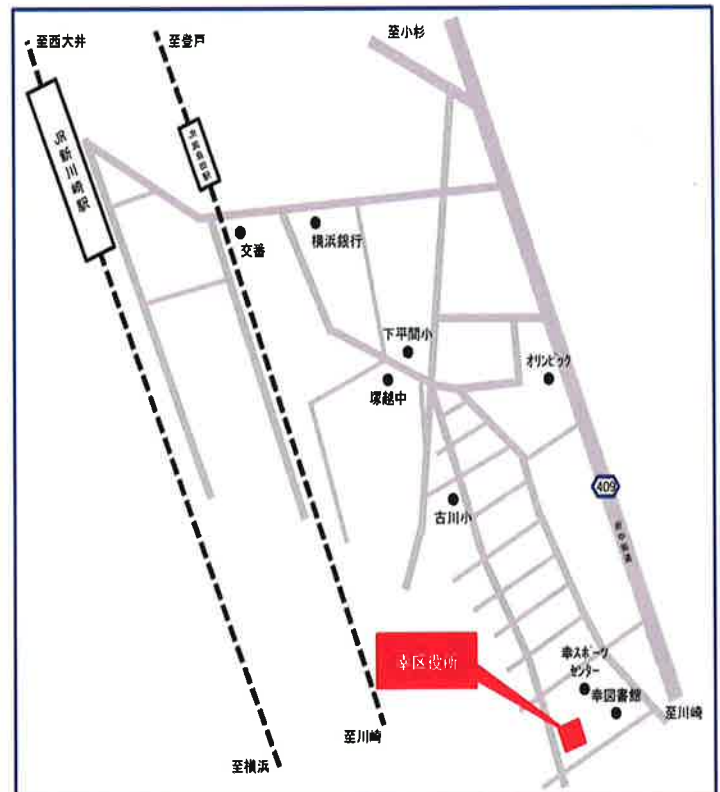 至西大井
至登戸
至小杉
JR新川崎駅
交番
横浜銀行
下平間小
塚越中
オリンピック
409
古川小
幸区役所
幸スポーツ
センター
幸図書館
至川崎
至川崎
至横浜